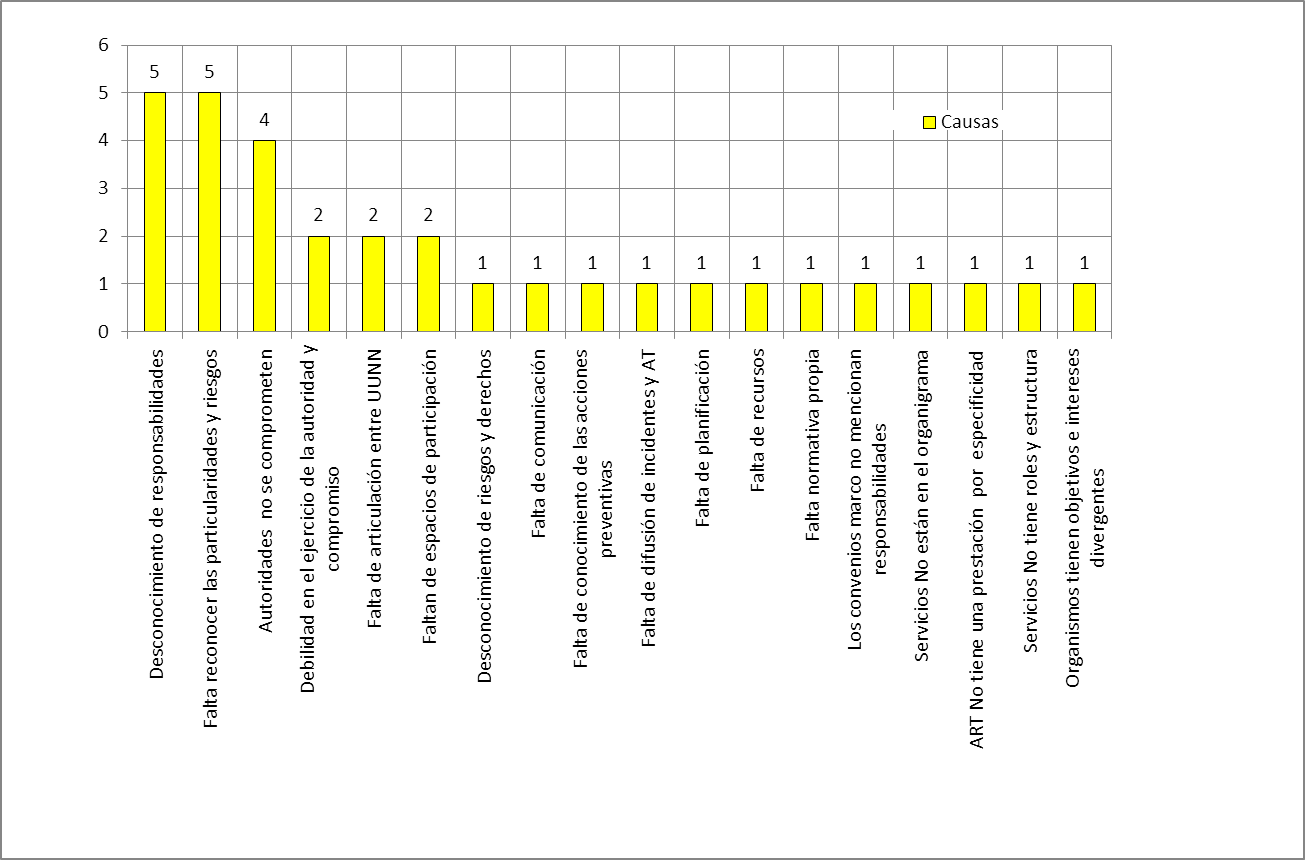 6
5
4
3
2
1
0
5
5
4
2
2
2
1
1
1
1
1
1
1
1
1
1
1
1
Causas
Desconocimiento de responsabilidades
Falta reconocer las particularidades y riesgos
Autoridades no se comprometen
Debilidad en el ejercicio de la autoridad y
compromiso
Falta de articulación entre UUNN
Faltan de espacios de participación
Desconocimiento de riesgos y derechos
Falta de comunicación
Falta de conocimiento de las acciones
preventivas
Falta de difusión de incidentes y AT
Falta de planificación
Falta de recursos
Falta normativa propia
Los convenios marco no mencionan
responsabilidades
Servicios No están en el organigrama
ART No tiene una prestación por especificidad
Servicios No tiene roles y estructura
Organismos tienen objetivos e intereses
divergentes